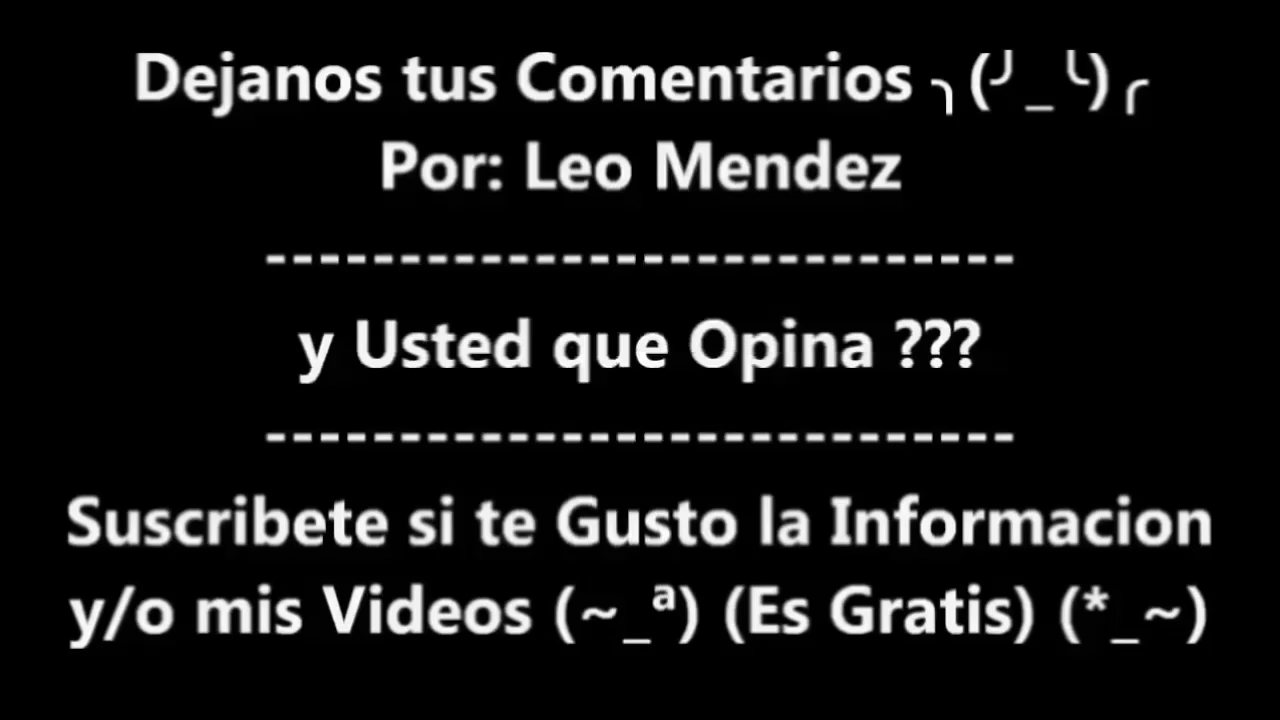 Dejanos tus Comentarios ╮(╯_╰)╭
Por: Leo Mendez
----------------------------
y Usted que Opina ???
----------------------------
Suscribete si te Gusto la Informacion
y/o mis Videos (~_ª) (Es Gratis) (*_~)